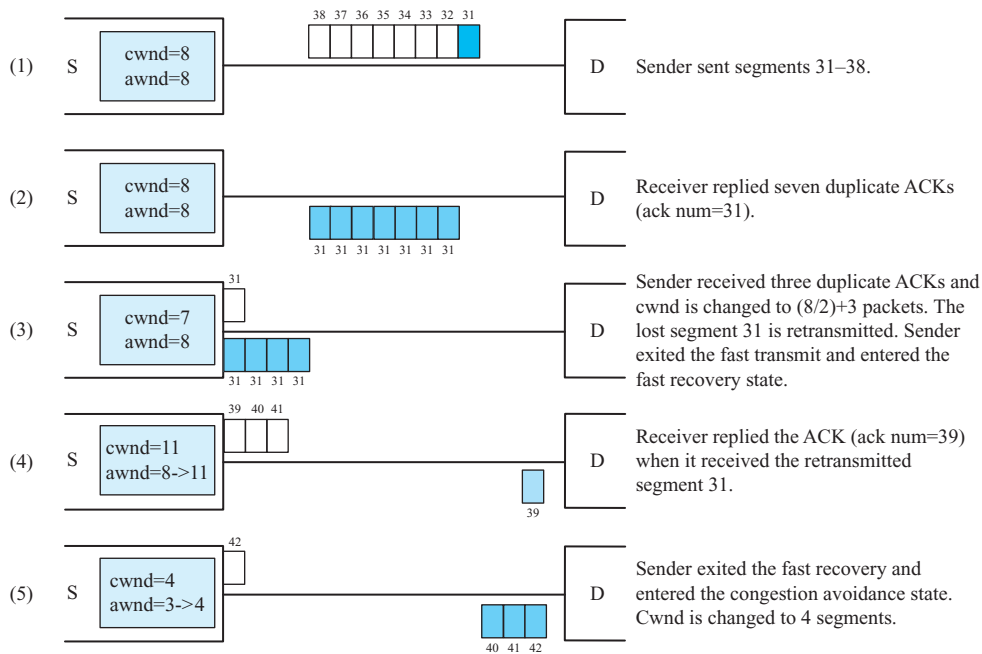 38 37 36 35 34 33 32 31
(1) S cwnd=8 D Sender sent segments 31–38.
awnd=8
(2) S cwnd=8 D Receiver replied seven duplicate ACKs
awnd=8 (ack num=31).
31 31 31 31 31 31 31
31 Sender received three duplicate ACKs and
(3) S cwnd=7 D cwnd is changed to (8/2)+3 packets. The
awnd=8 lost segment 31 is retransmitted. Sender
exited the fast transmit and entered the
31 31 31 31 fast recovery state.
39 40 41
(4) S cwnd=11 D Receiver replied the ACK (ack num=39)
awnd=8->11 when it received the retransmitted
segment 31.
39
42
(5) S cwnd=4 D Sender exited the fast recovery and
awnd=3->4 entered the congestion avoidance state.
Cwnd is changed to 4 segments.
40 41 42